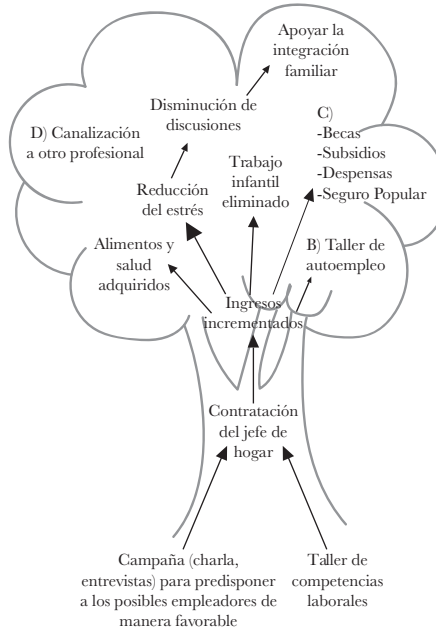 Apoyar la
integración
familiar
Disminución de
discusiones
C)
-Becas
-Subsidios
-Despensas
-Seguro Popular
D) Canalización
a otro profesional
Trabajo
infantil
eliminado
Reducción
del estrés
Alimentos y
salud
adquiridos
B) Taller de
autoempleo
Ingresos
incrementados
Contratación
del jefe de
hogar
Campaña (charla,
entrevistas) para predisponer
a los posibles empleadores de
manera favorable
Taller de
competencias
laborales